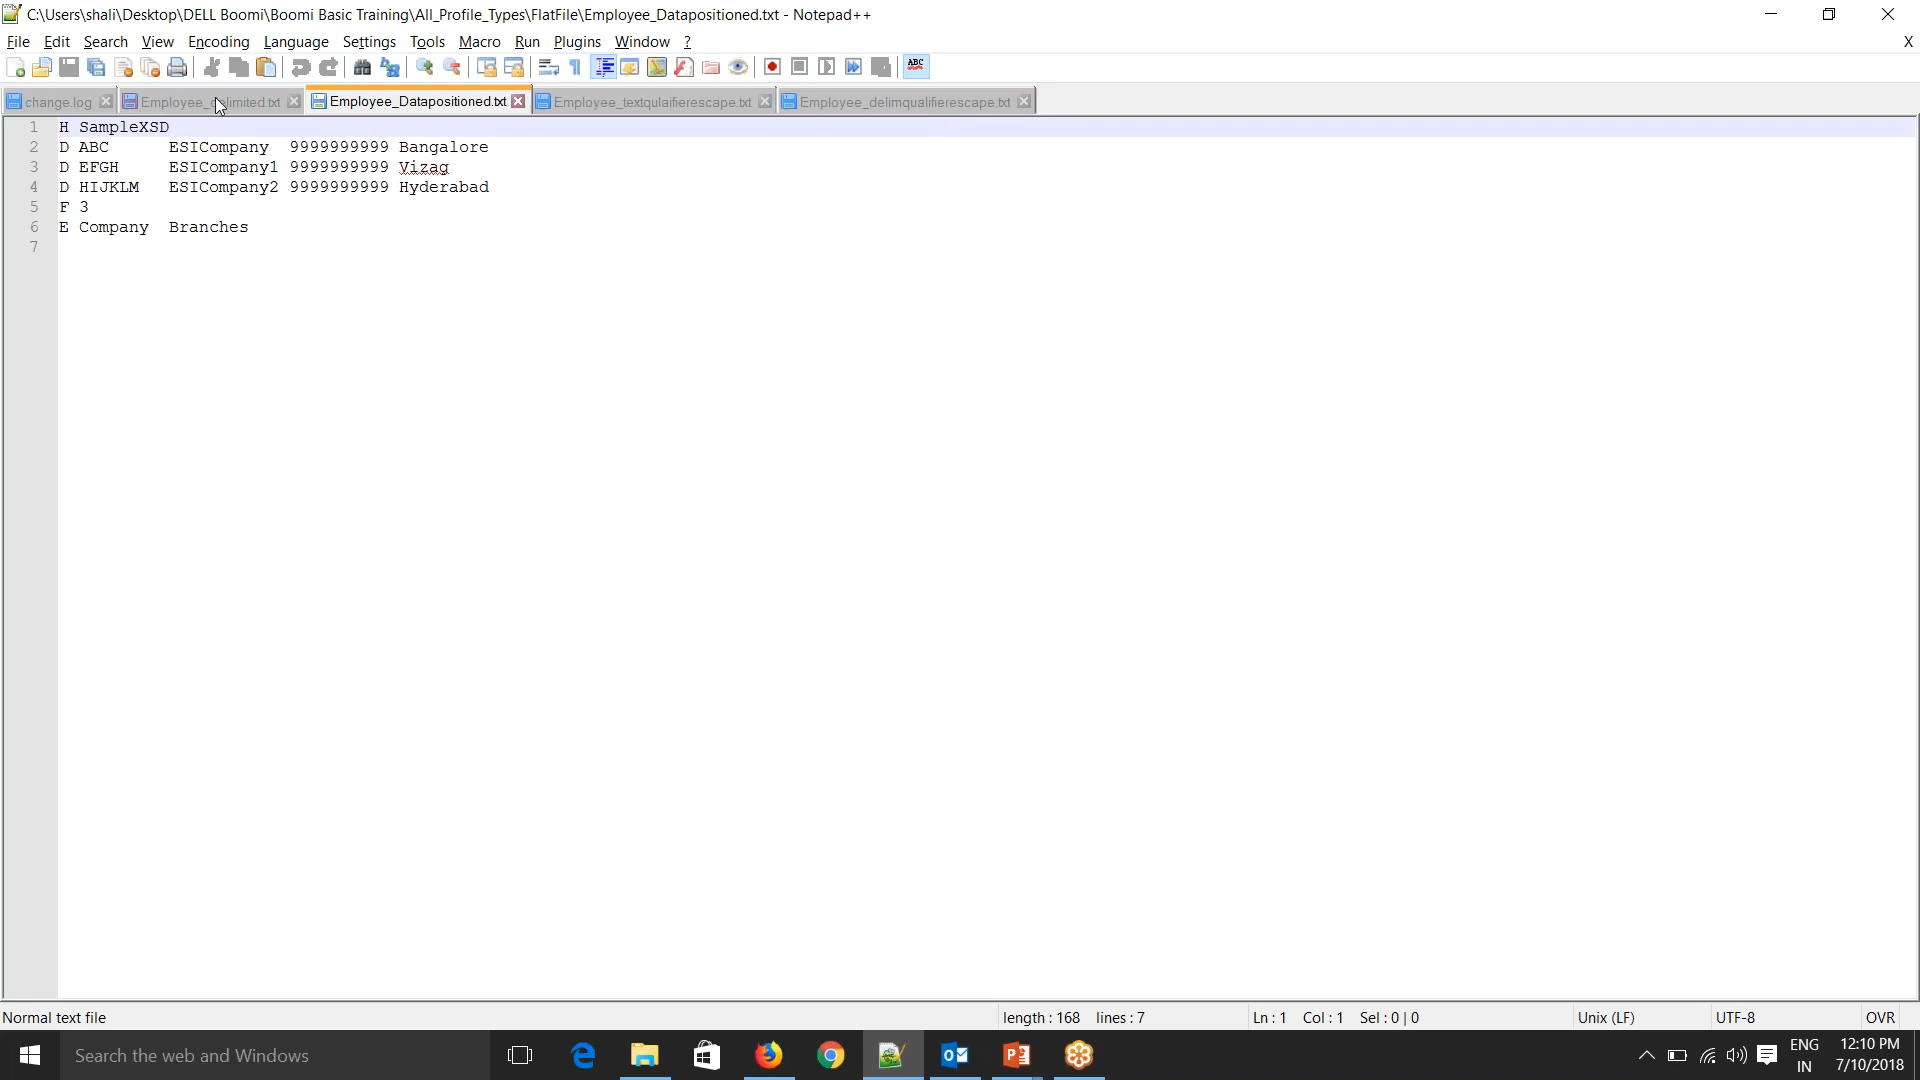 C:\Users\shali\Desktop\DELL Boomi\Boomi Basic Training\All_Profile_Types\FlatFile\Employee_Datapositioned.txt - Notepad++
File Edit Search View Encoding Language Settings Tools Macro Run Plugins Window ? X
ABC
change.log Employee_delimited.txt Employee_Datapositioned.txt Employee_textqulaifierescape.txt Employee_delimqualifierescape.txt
1 H SampleXSD
2 D ABC      ESICompany  9999999999 Bangalore
3 D EFGH     ESICompany1 9999999999 Vizag
4 D HIJKLM   ESICompany2 9999999999 Hyderabad
5 F 3
6 E Company  Branches
7
Normal text file length : 168 lines : 7 Ln : 1 Col : 1 Sel : 0 | 0 Unix (LF) UTF-8 OVR
Search the web and Windows
ENG
IN
12:10 PM
7/10/2018